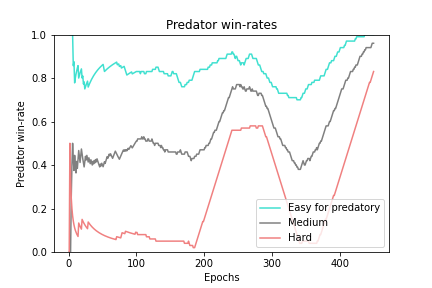 Predator win-rates
1.0
0.8
0.6
0.4
0.2
0.0
Predator win-rate
0
100
200
300
400
Epochs
Easy for predatory
Medium
Hard